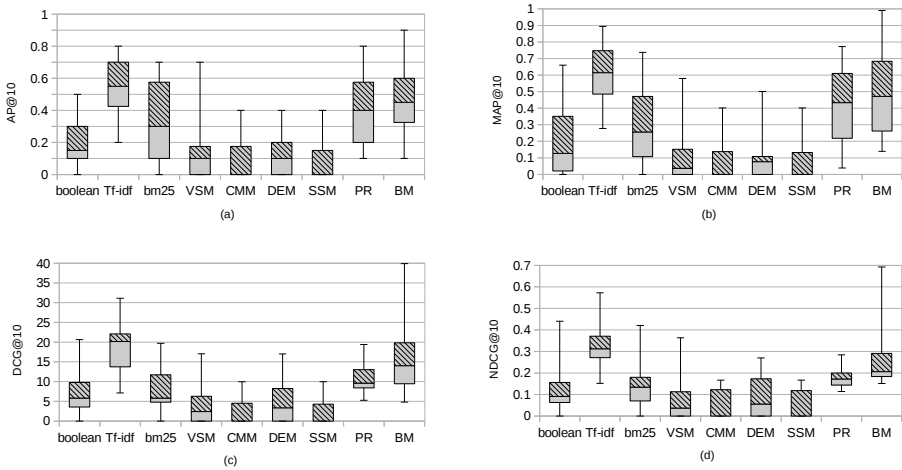 1
0.8
0.6
0.4
0.2
0
AP@10
boolean Tf-idf bm25 VSM CMM DEM SSM PR BM
(a)
1
0.9
0.8
0.7
0.6
0.5
0.4
0.3
0.2
0.1
0
MAP@10
boolean Tf-idf bm25 VSM CMM DEM SSM PR BM
(b)
40
35
30
25
20
15
10
5
0
DCG@10
boolean Tf-idf bm25 VSM CMM DEM SSM PR BM
(c)
0.7
0.6
0.5
0.4
0.3
0.2
0.1
0
NDCG@10
boolean Tf-idf bm25 VSM CMM DEM SSM PR BM
(d)